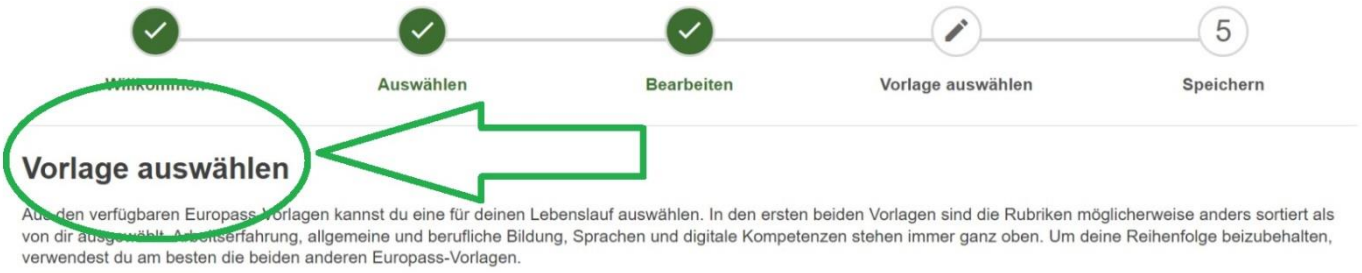 5
Willkommen Auswählen Bearbeiten Vorlage auswählen Speichern
Vorlage auswählen
Aus den verfügbaren Europass-Vorlagen kannst du eine für deinen Lebenslauf auswählen. In den ersten beiden Vorlagen sind die Rubriken möglicherweise anders sortiert als
von dir ausgewählt. Arbeitserfahrung, allgemeine und berufliche Bildung, Sprachen und digitale Kompetenzen stehen immer ganz oben. Um deine Reihenfolge beizubehalten,
verwendest du am besten die beiden anderen Europass-Vorlagen.